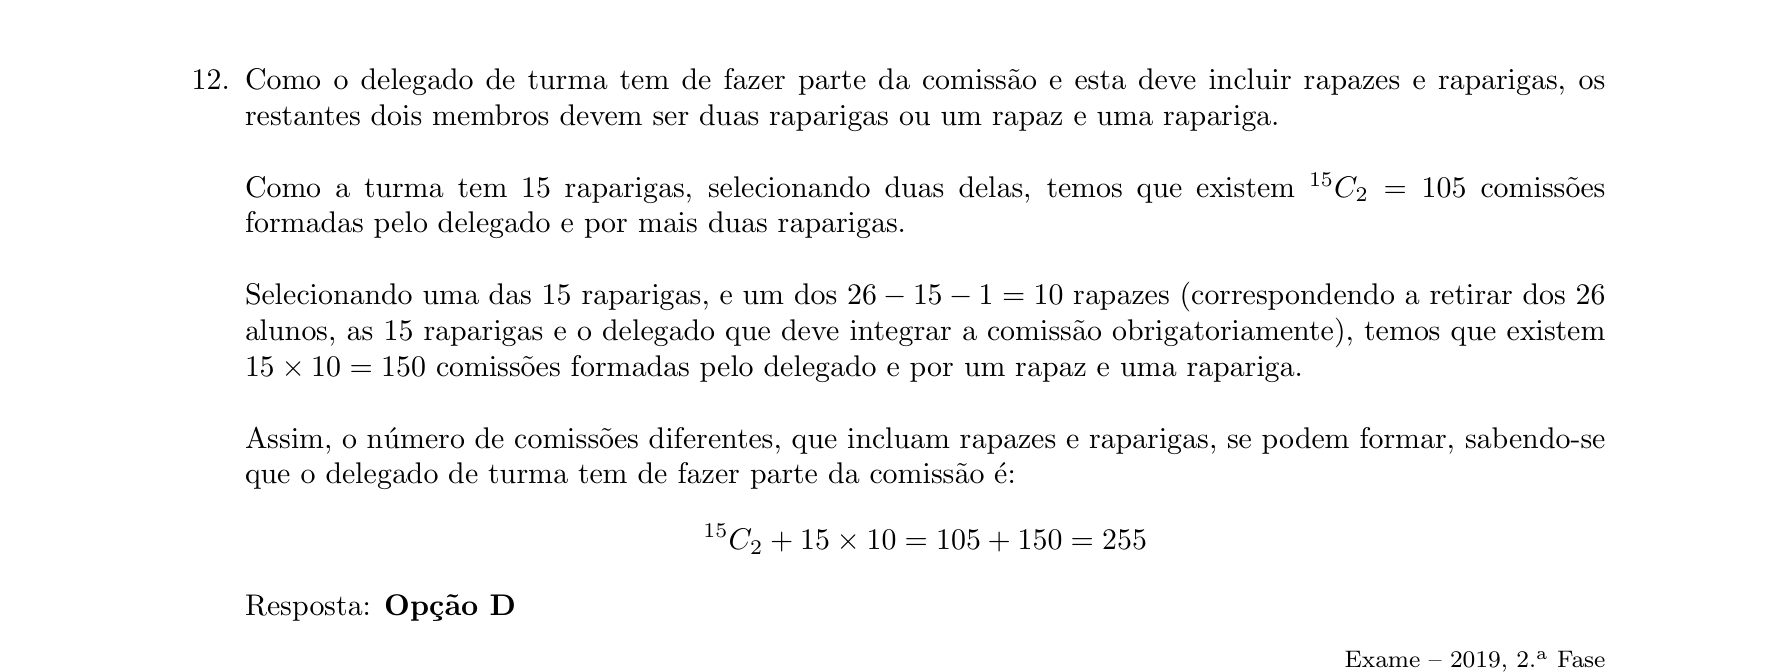 12. Como o delegado de turma tem de fazer parte da comissão e esta deve incluir rapazes e raparigas, os
restantes dois membros devem ser duas raparigas ou um rapaz e uma rapariga.
Como a turma tem 15 raparigas, selecionando duas delas, temos que existem ¹⁵C₂ = 105 comissões
formadas pelo delegado e por mais duas raparigas.
Selecionando uma das 15 raparigas, e um dos 26 − 15 − 1 = 10 rapazes (correspondendo a retirar dos 26
alunos, as 15 raparigas e o delegado que deve integrar a comissão obrigatoriamente), temos que existem
15 × 10 = 150 comissões formadas pelo delegado e por um rapaz e uma rapariga.
Assim, o número de comissões diferentes, que incluam rapazes e raparigas, se podem formar, sabendo-se
que o delegado de turma tem de fazer parte da comissão é:
¹⁵C₂ + 15 × 10 = 105 + 150 = 255
Resposta: Opção D
Exame – 2019, 2.ª Fase